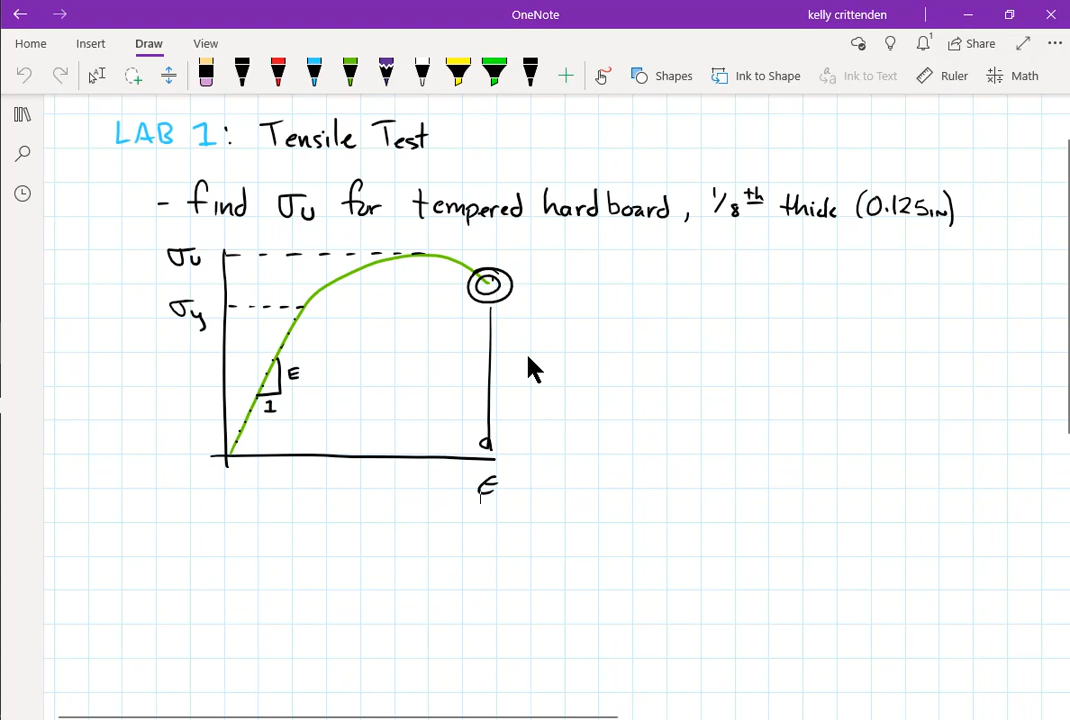 OneNote
kelly crittenden
Home Insert Draw View
1 Share
Shapes Ink to Shape Ink to Text Ruler Math
LAB 1: Tensile Test
- find σu for tempered hardboard, 1/8th thick (0.125IN)
σu
σy
E
1
ε